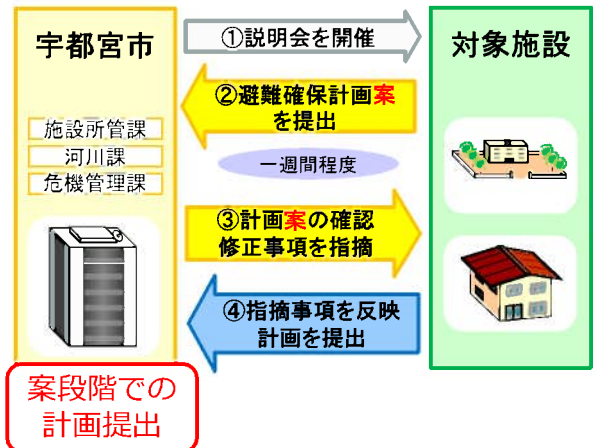 宇都宮市
施設所管課
河川課
危機管理課
①説明会を開催
②避難確保計画案
を提出
一週間程度
③計画案の確認
修正事項を指摘
④指摘事項を反映
計画を提出
対象施設
案段階での
計画提出